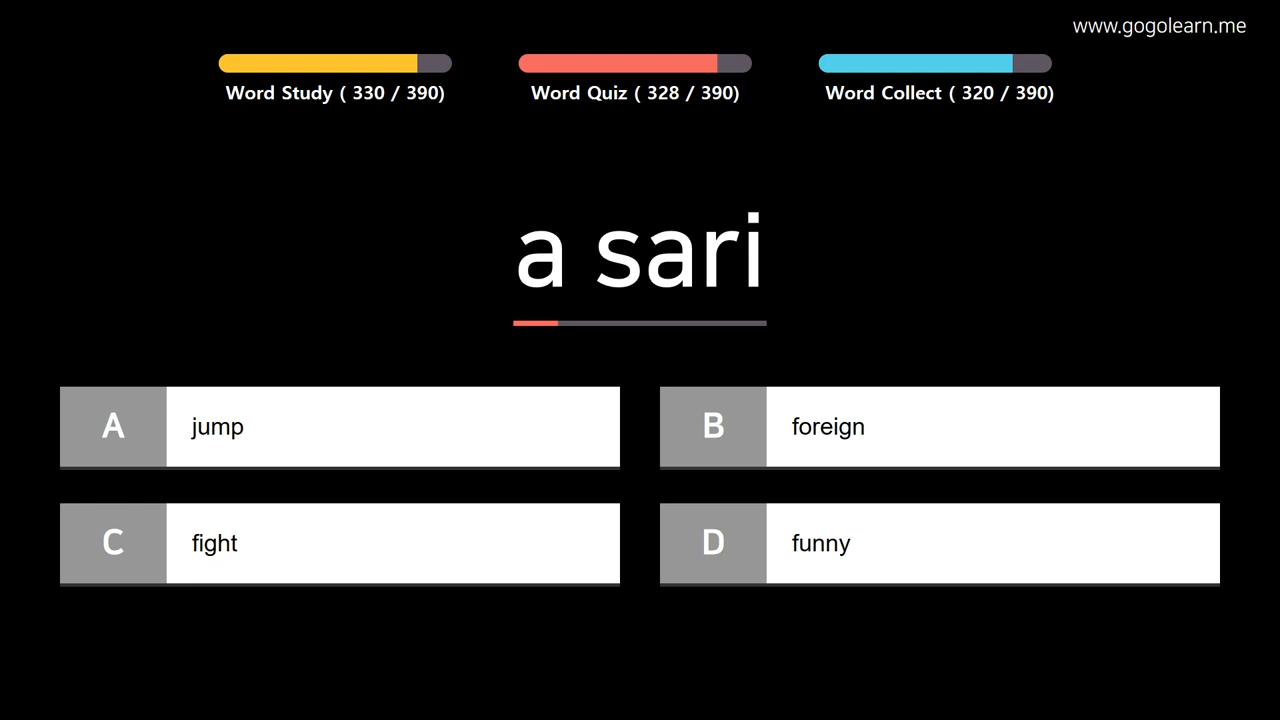 www.gogolearn.me
Word Study ( 330 / 390)
Word Quiz ( 328 / 390)
Word Collect ( 320 / 390)
a sari
A jump
B foreign
C fight
D funny